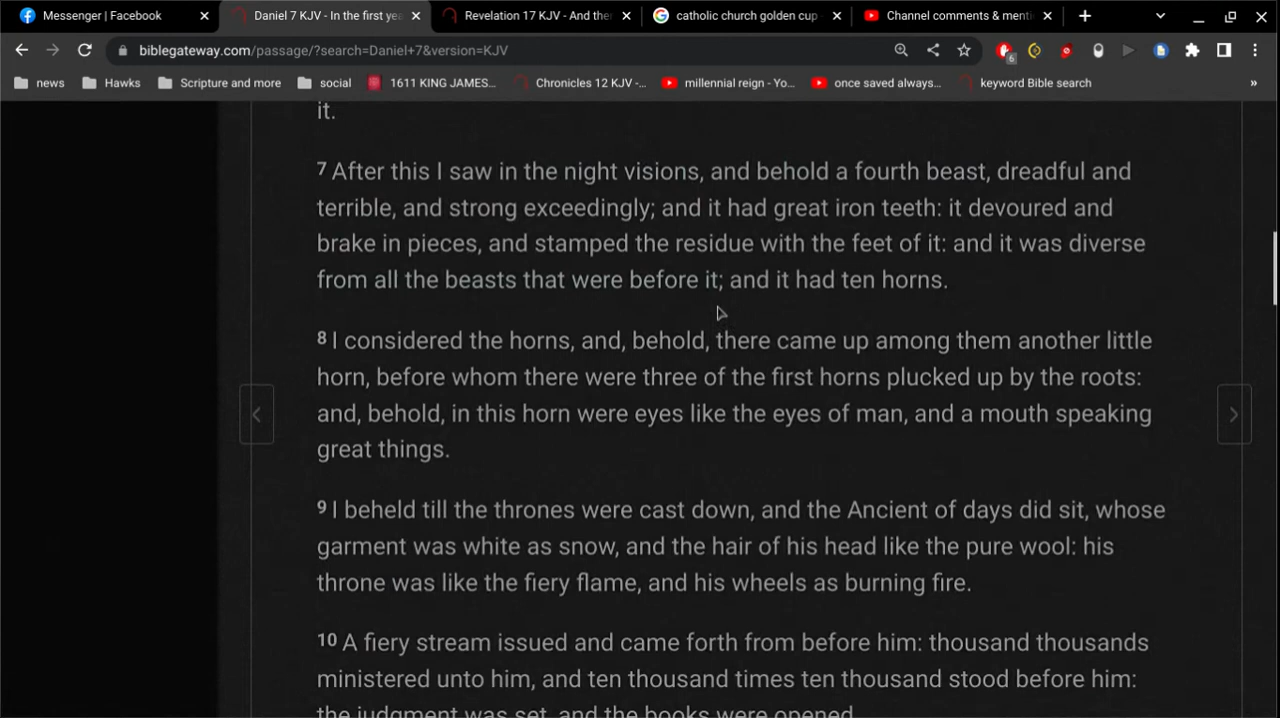 Messenger | Facebook
Daniel 7 KJV - In the first yea
Revelation 17 KJV - And the
catholic church golden cup -
Channel comments & menti
biblegateway.com/passage/?search=Daniel+7&version=KJV
6
news
Hawks
Scripture and more
social
1611 KING JAMES...
Chronicles 12 KJV -...
millennial reign - Yo...
once saved always...
keyword Bible search
»
it.
7 After this I saw in the night visions, and behold a fourth beast, dreadful and
terrible, and strong exceedingly; and it had great iron teeth: it devoured and
brake in pieces, and stamped the residue with the feet of it: and it was diverse
from all the beasts that were before it; and it had ten horns.
8 I considered the horns, and, behold, there came up among them another little
horn, before whom there were three of the first horns plucked up by the roots:
and, behold, in this horn were eyes like the eyes of man, and a mouth speaking
great things.
9 I beheld till the thrones were cast down, and the Ancient of days did sit, whose
garment was white as snow, and the hair of his head like the pure wool: his
throne was like the fiery flame, and his wheels as burning fire.
10 A fiery stream issued and came forth from before him: thousand thousands
ministered unto him, and ten thousand times ten thousand stood before him:
the judgment was set, and the books were opened.